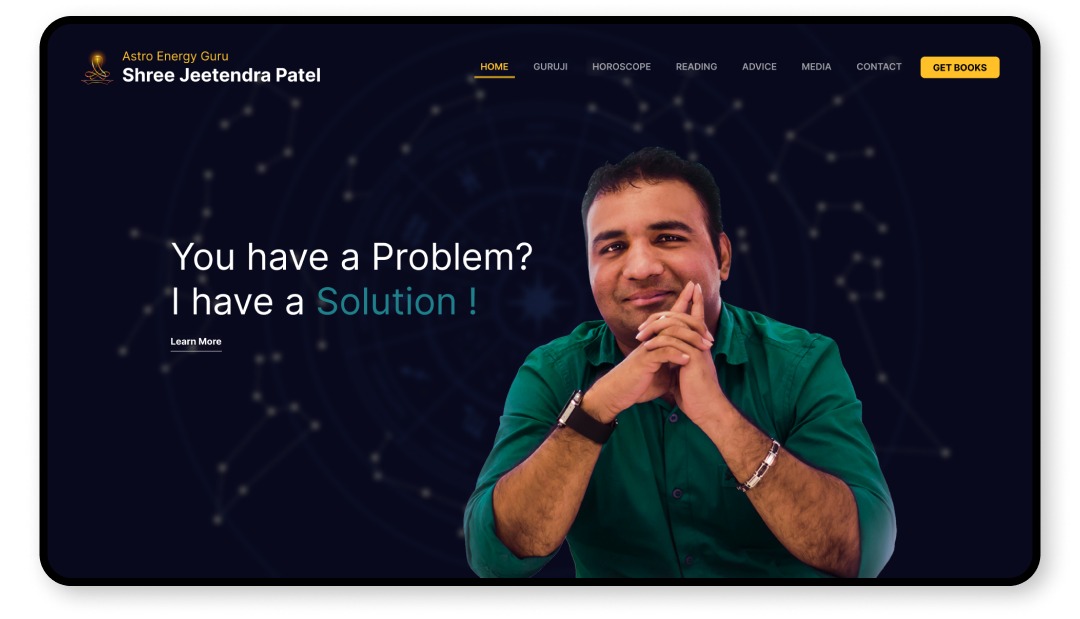 Astro Energy Guru
Shree Jeetendra Patel
HOME GURUJI HOROSCOPE READING ADVICE MEDIA CONTACT GET BOOKS
You have a Problem?
I have a Solution !
Learn More